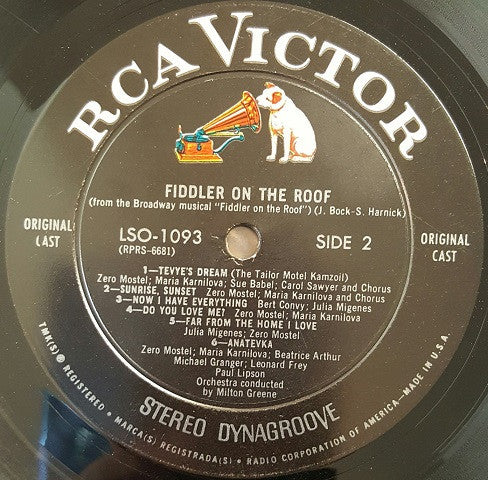 RCA VICTOR
FIDDLER ON THE ROOF
(from the Broadway musical "Fiddler on the Roof") (J. Bock-S. Harnick)
ORIGINAL
CAST
LSO-1093
(RPRS-6681)
SIDE 2
ORIGINAL
CAST
1—TEVYE'S DREAM (The Tailor Motel Kamzoil)
Zero Mostel; Maria Karnilova; Sue Babel; Carol Sawyer and Chorus
2—SUNRISE, SUNSET Zero Mostel; Maria Karnilova and Chorus
3—NOW I HAVE EVERYTHING Bert Convy; Julia Migenes
4—DO YOU LOVE ME? Zero Mostel; Maria Karnilova
5—FAR FROM THE HOME I LOVE
Julia Migenes; Zero Mostel
6—ANATEVKA
Zero Mostel; Maria Karnilova; Beatrice Arthur
Michael Granger; Leonard Frey
Paul Lipson
Orchestra conducted
by Milton Greene
STEREO DYNAGROOVE
TMK(S) ® REGISTERED • MARCA(S) REGISTRADA(S) • RADIO CORPORATION OF AMERICA—MADE IN U.S.A.